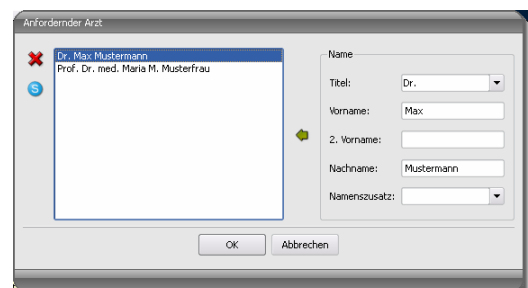 Anfordernder Arzt
Dr. Max Mustermann
Prof. Dr. med. Maria M. Musterfrau
S
Name
Titel: Dr.
Vorname: Max
2. Vorname:
Nachname: Mustermann
Namenszusatz:
OK Abbrechen